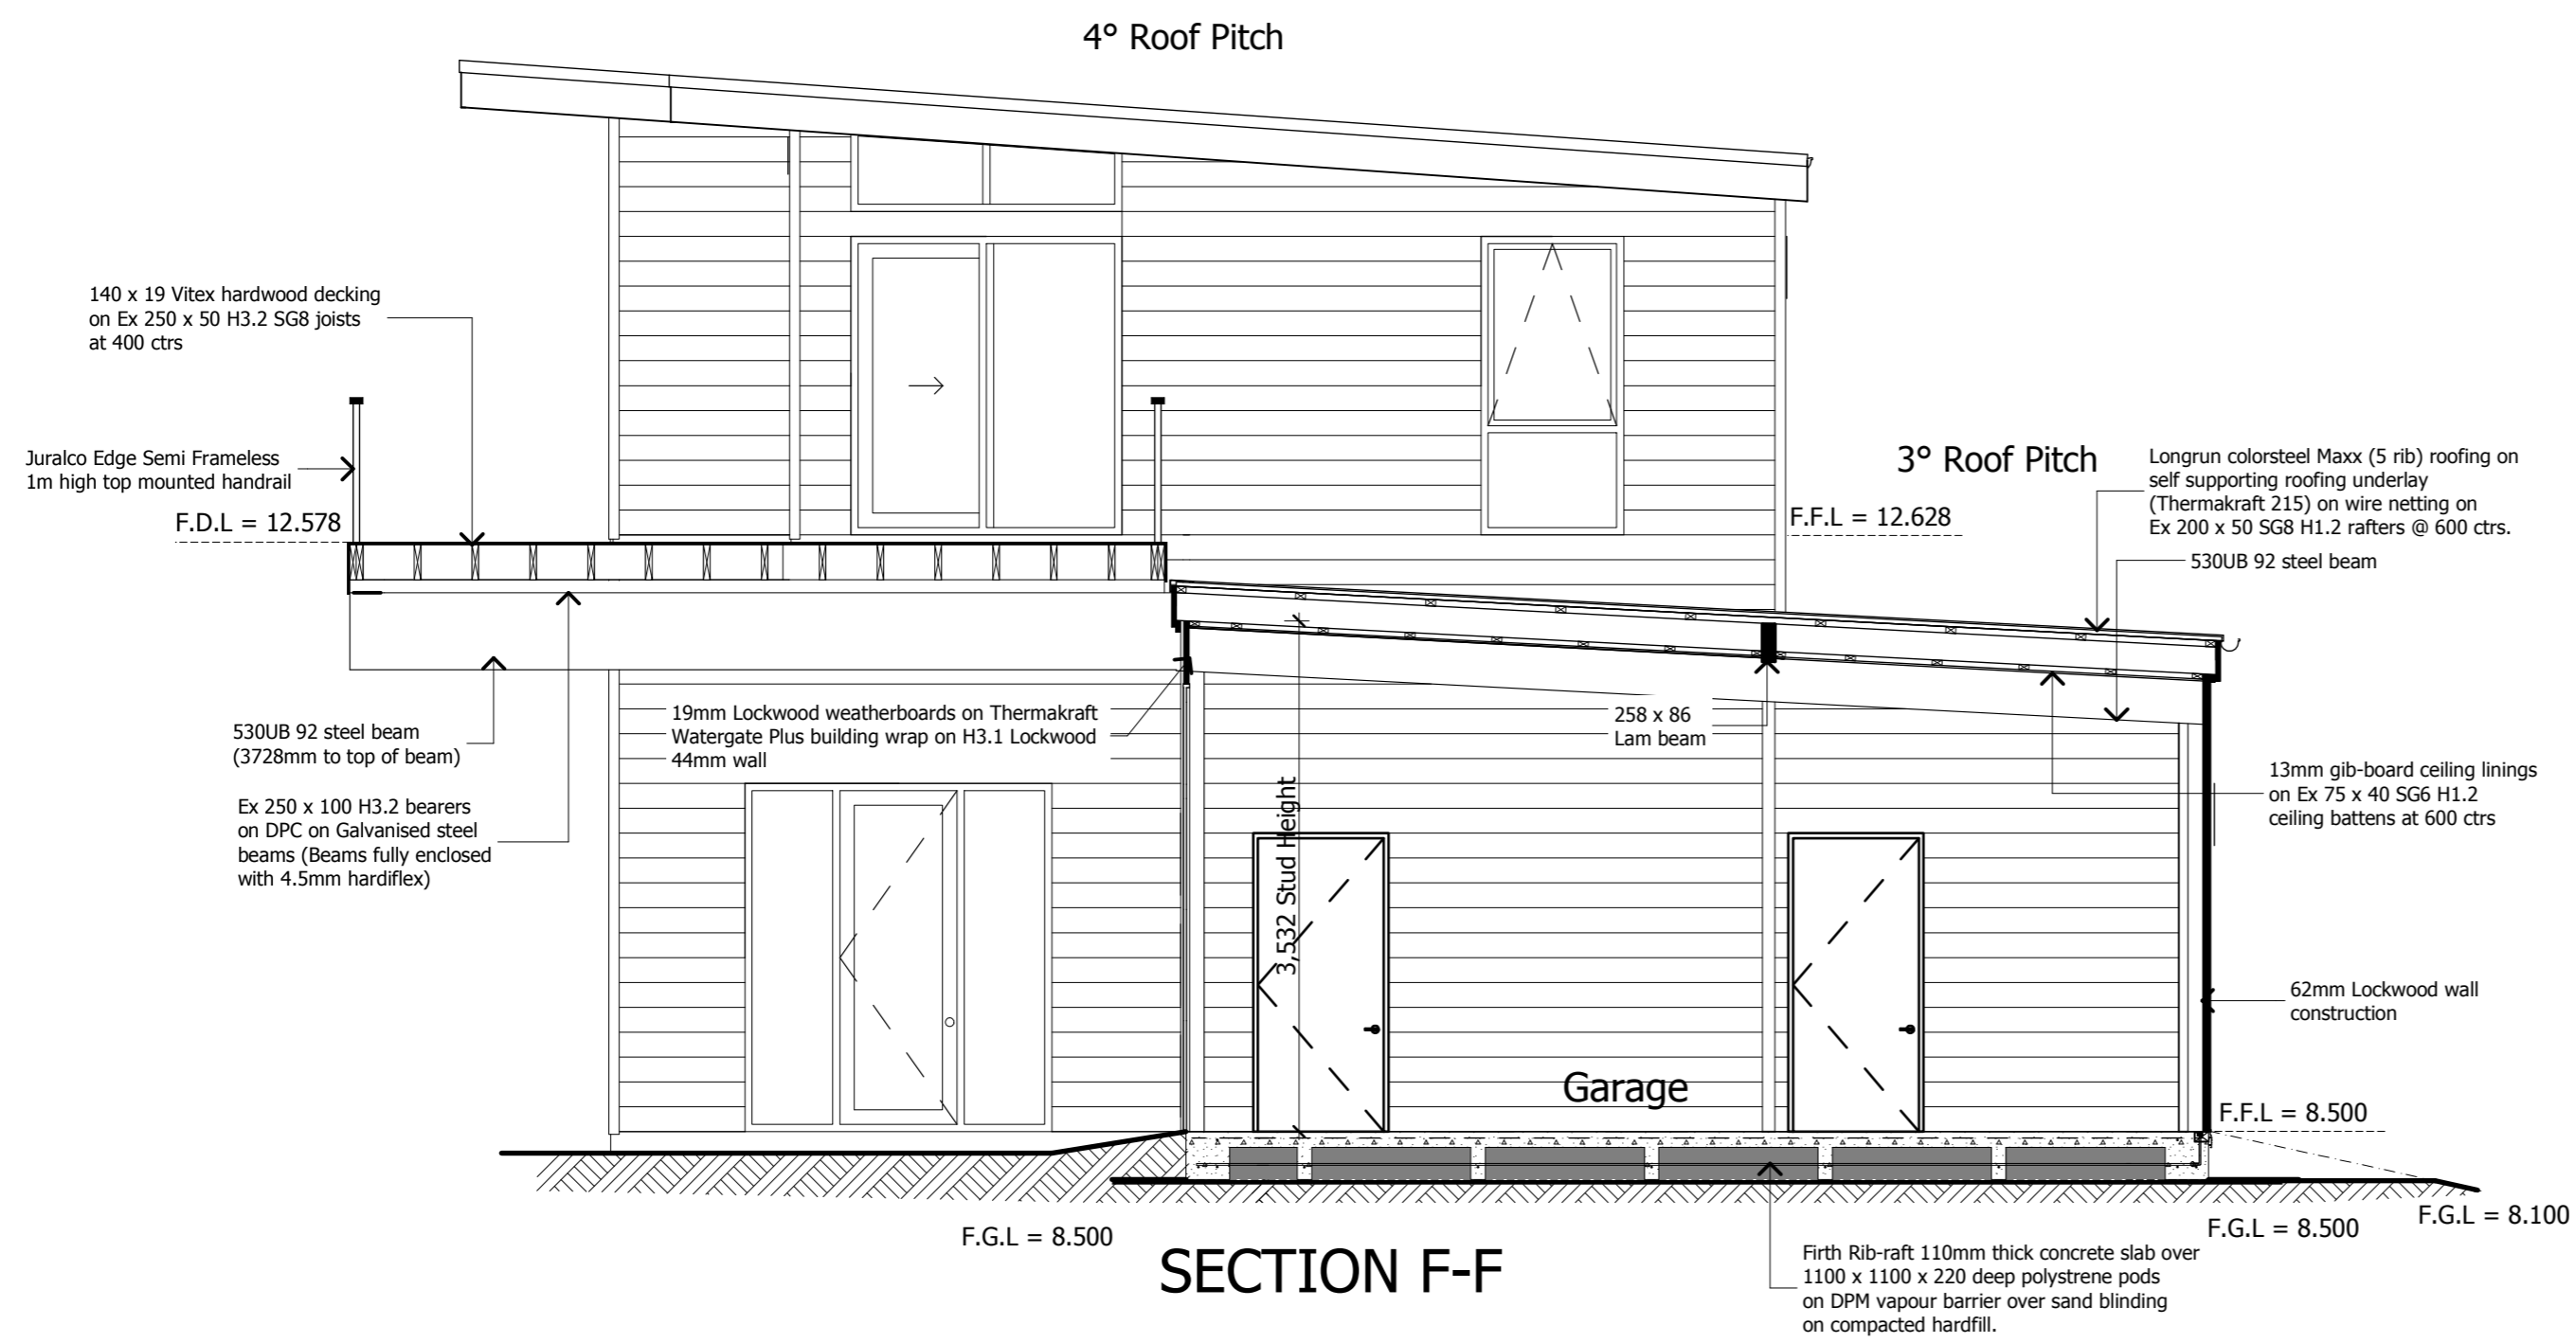 4° Roof Pitch
140 x 19 Vitex hardwood decking
on Ex 250 x 50 H3.2 SG8 joists
at 400 ctrs
Juralco Edge Semi Frameless
1m high top mounted handrail
F.D.L = 12.578
3° Roof Pitch
F.F.L = 12.628
Longrun colorsteel Maxx (5 rib) roofing on
self supporting roofing underlay
(Thermakraft 215) on wire netting on
Ex 200 x 50 SG8 H1.2 rafters @ 600 ctrs.
530UB 92 steel beam
530UB 92 steel beam
(3728mm to top of beam)
19mm Lockwood weatherboards on Thermakraft
Watergate Plus building wrap on H3.1 Lockwood
44mm wall
258 x 86
Lam beam
Ex 250 x 100 H3.2 bearers
on DPC on Galvanised steel
beams (Beams fully enclosed
with 4.5mm hardiflex)
3,532 Stud Height
13mm gib-board ceiling linings
on Ex 75 x 40 SG6 H1.2
ceiling battens at 600 ctrs
62mm Lockwood wall
construction
Garage
F.F.L = 8.500
F.G.L = 8.500
F.G.L = 8.500
F.G.L = 8.100
SECTION F-F
Firth Rib-raft 110mm thick concrete slab over
1100 x 1100 x 220 deep polystrene pods
on DPM vapour barrier over sand blinding
on compacted hardfill.